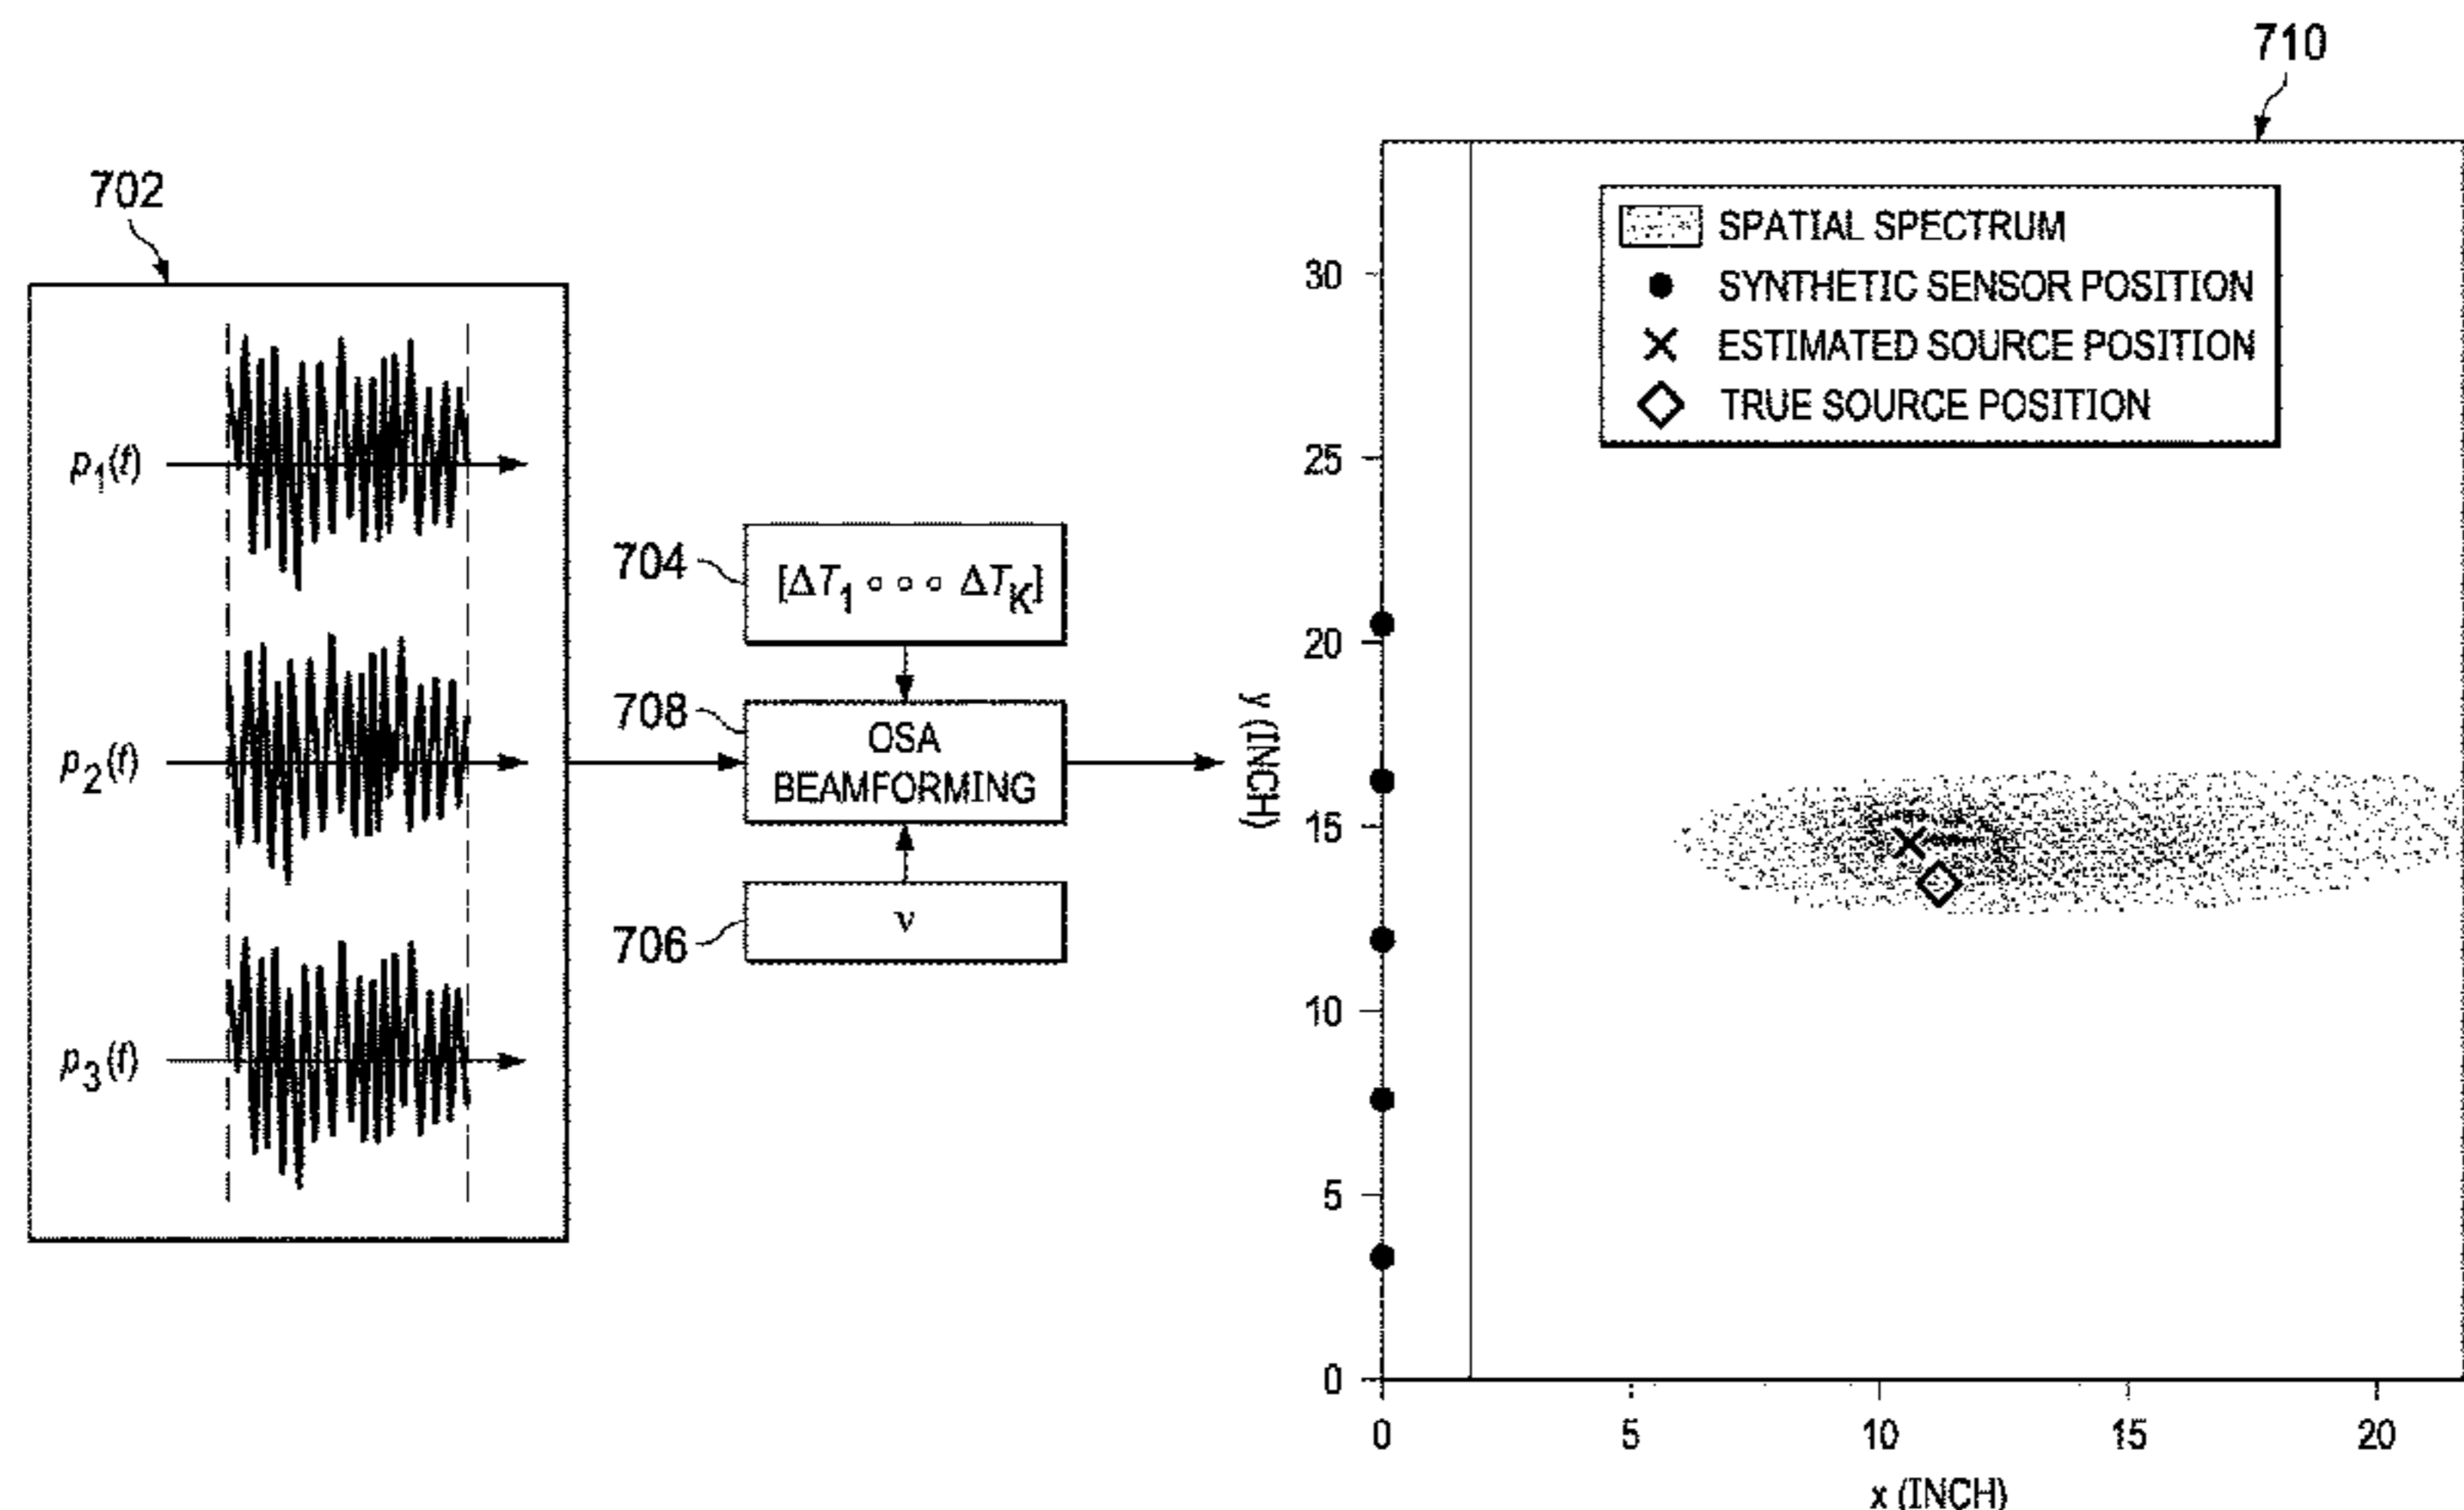 702
p1(t)
p2(t)
p3(t)
704
[ΔT1 ∘ ∘ ∘ ΔTK]
708
OSA
BEAMFORMING
706
v
710
SPATIAL SPECTRUM
SYNTHETIC SENSOR POSITION
ESTIMATED SOURCE POSITION
TRUE SOURCE POSITION
y (INCH)
30
25
20
15
10
5
0
0 5 10 15 20
x (INCH)